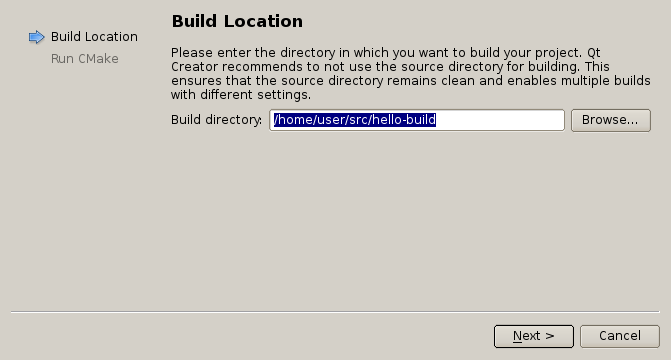 Build Location
Run CMake
Build Location
Please enter the directory in which you want to build your project. Qt
Creator recommends to not use the source directory for building. This
ensures that the source directory remains clean and enables multiple builds
with different settings.
Build directory: /home/user/src/hello-build Browse...
Next > Cancel